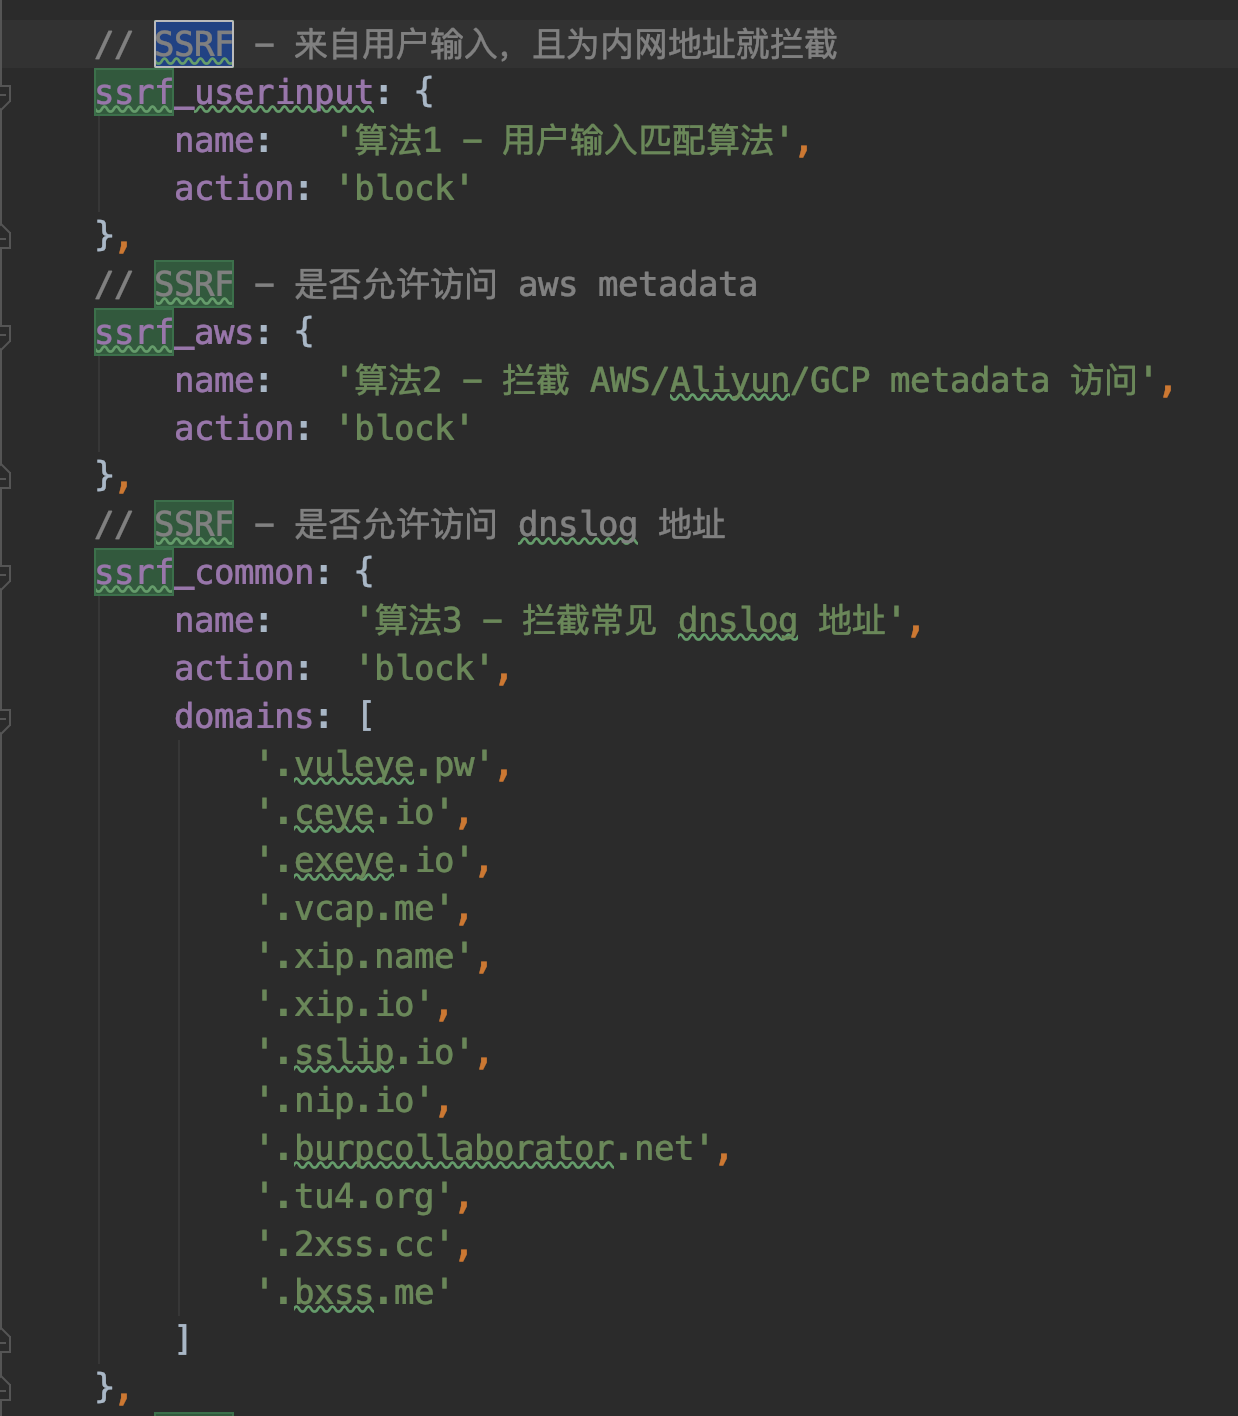 // SSRF - 来自用户输入，且为内网地址就拦截
ssrf_userinput: {
    name:   '算法1 - 用户输入匹配算法',
    action: 'block'
},
// SSRF - 是否允许访问 aws metadata
ssrf_aws: {
    name:   '算法2 - 拦截 AWS/Aliyun/GCP metadata 访问',
    action: 'block'
},
// SSRF - 是否允许访问 dnslog 地址
ssrf_common: {
    name:    '算法3 - 拦截常见 dnslog 地址',
    action:  'block',
    domains: [
        '.vuleye.pw',
        '.ceye.io',
        '.exeye.io',
        '.vcap.me',
        '.xip.name',
        '.xip.io',
        '.sslip.io',
        '.nip.io',
        '.burpcollaborator.net',
        '.tu4.org',
        '.2xss.cc',
        '.bxss.me'
    ]
},